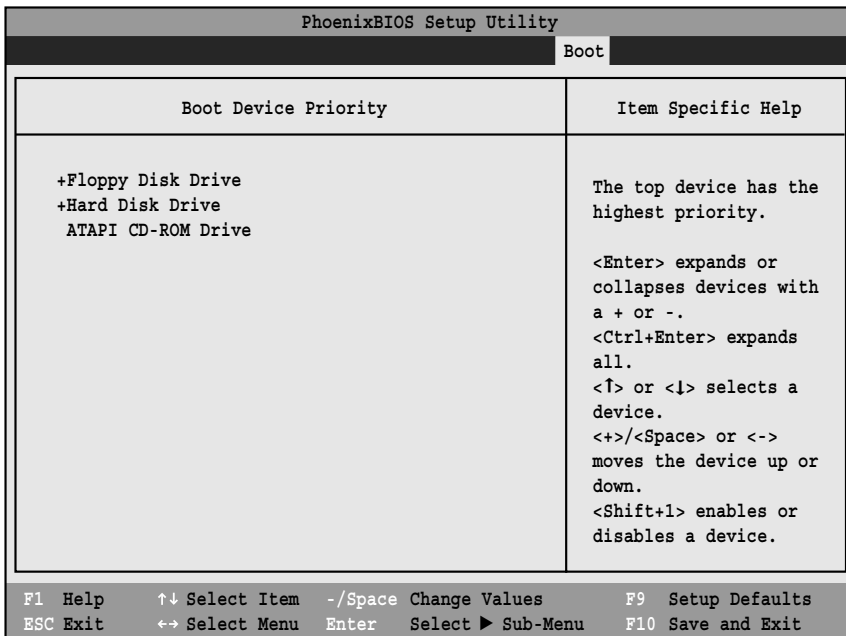 PhoenixBIOS Setup Utility
Boot
Boot Device Priority
Item Specific Help
+Floppy Disk Drive
+Hard Disk Drive
ATAPI CD-ROM Drive
The top device has the
highest priority.
<Enter> expands or
collapses devices with
a + or -.
<Ctrl+Enter> expands
all.
<↑> or <↓> selects a
device.
<+>/<Space> or <->
moves the device up or
down.
<Shift+1> enables or
disables a device.
F1 Help ↑↓ Select Item -/Space Change Values F9 Setup Defaults
ESC Exit ←→ Select Menu Enter Select ▶ Sub-Menu F10 Save and Exit